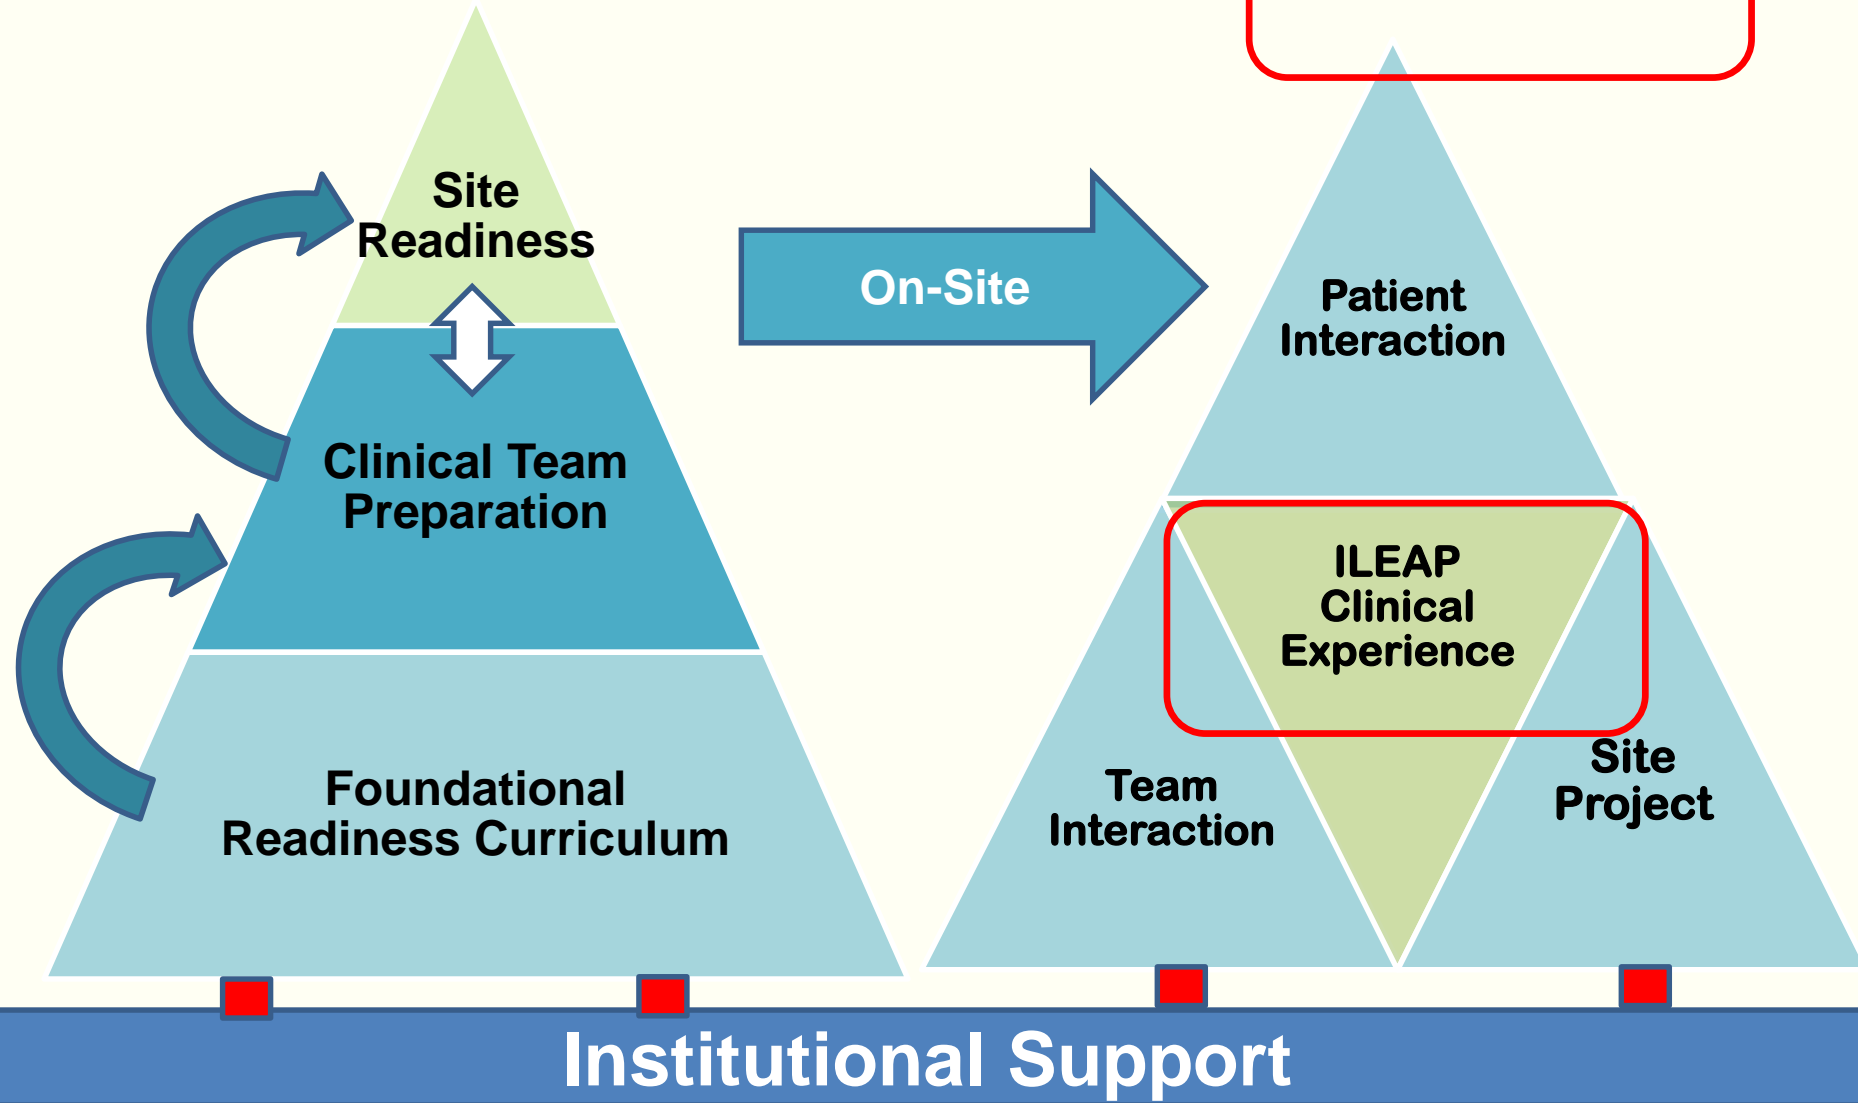 Site
Readiness
Clinical Team
Preparation
Foundational
Readiness Curriculum
On-Site
Patient
Interaction
ILEAP
Clinical
Experience
Team
Interaction
Site
Project
Institutional Support